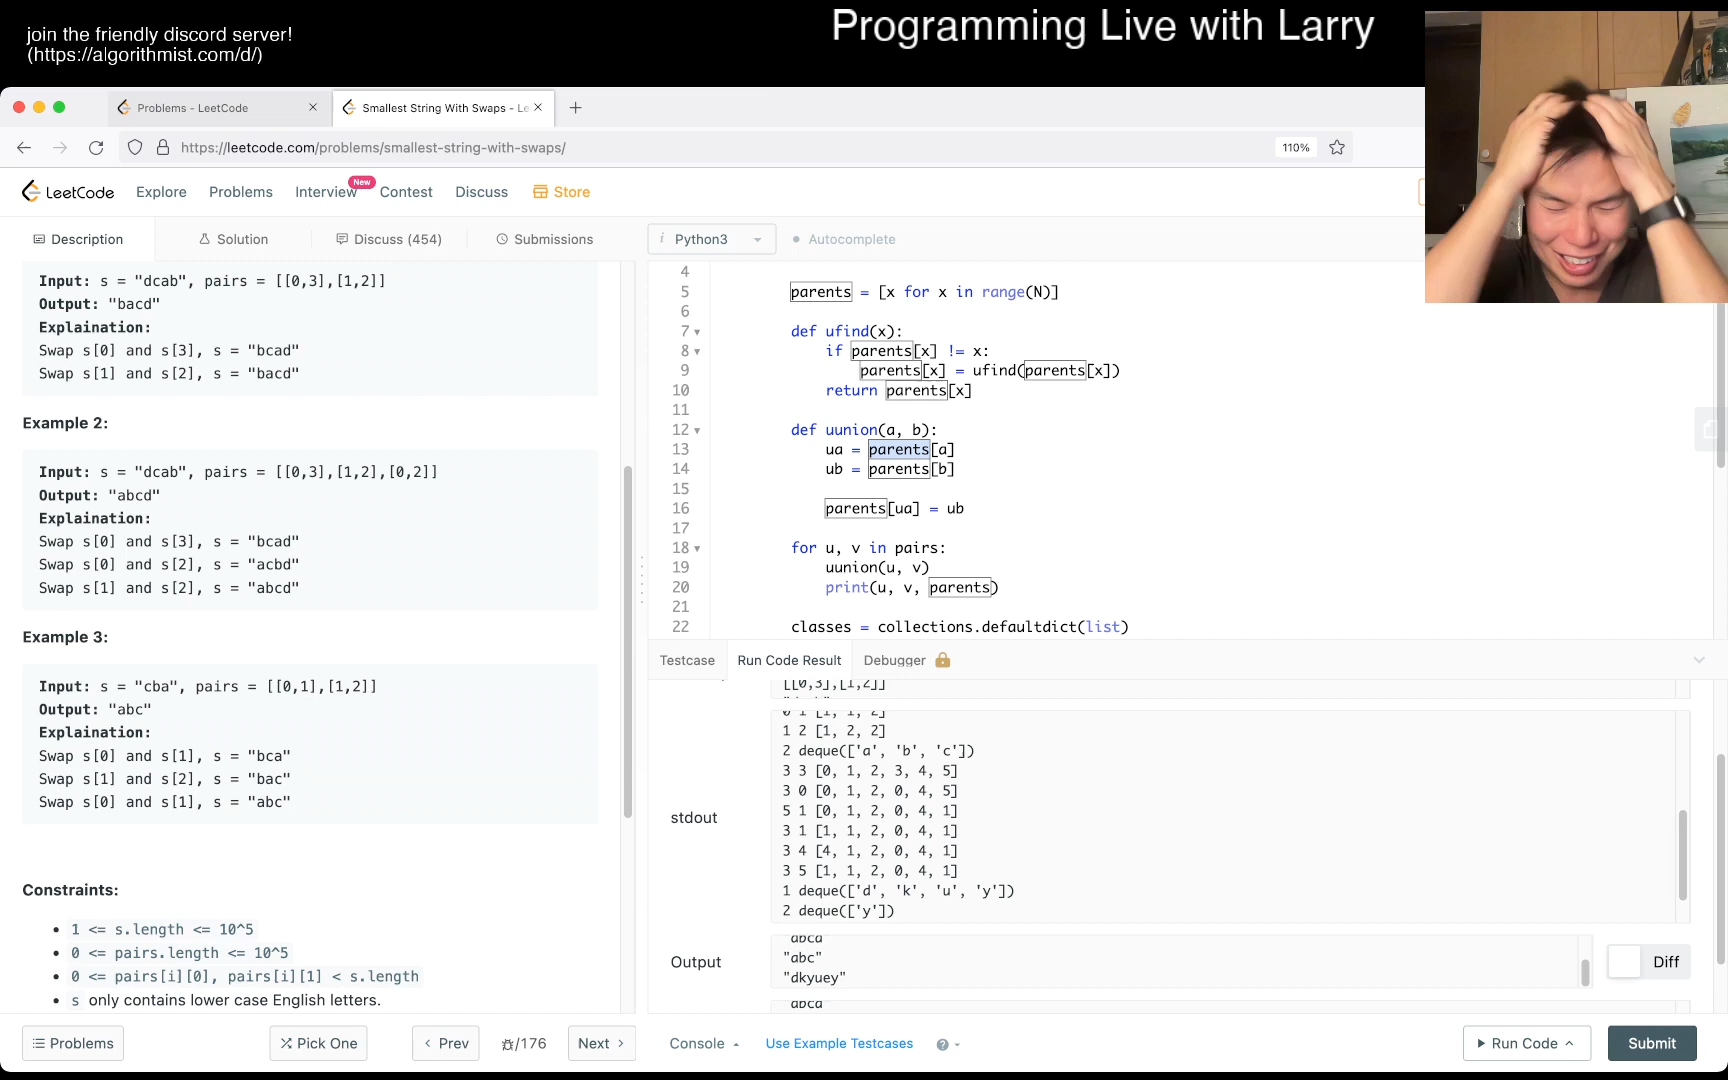 join the friendly discord server!
(https://algorithmist.com/d/)
Programming Live with Larry
Problems - LeetCode
Smallest String With Swaps - Le
https://leetcode.com/problems/smallest-string-with-swaps/
110%
LeetCode
Explore
Problems
Interview
New
Contest
Discuss
Store
Description
Solution
Discuss (454)
Submissions
i Python3
Autocomplete
Input: s = "dcab", pairs = [[0,3],[1,2]]
Output: "bacd"
Explaination:
Swap s[0] and s[3], s = "bcad"
Swap s[1] and s[2], s = "bacd"
Example 2:
Input: s = "dcab", pairs = [[0,3],[1,2],[0,2]]
Output: "abcd"
Explaination:
Swap s[0] and s[3], s = "bcad"
Swap s[0] and s[2], s = "acbd"
Swap s[1] and s[2], s = "abcd"
Example 3:
Input: s = "cba", pairs = [[0,1],[1,2]]
Output: "abc"
Explaination:
Swap s[0] and s[1], s = "bca"
Swap s[1] and s[2], s = "bac"
Swap s[0] and s[1], s = "abc"
Constraints:
• 1 <= s.length <= 10^5
• 0 <= pairs.length <= 10^5
• 0 <= pairs[i][0], pairs[i][1] < s.length
• s only contains lower case English letters.
4
5 parents = [x for x in range(N)]
6
7 def ufind(x):
8 if parents[x] != x:
9 parents[x] = ufind(parents[x])
10 return parents[x]
11
12 def uunion(a, b):
13 ua = parents[a]
14 ub = parents[b]
15
16 parents[ua] = ub
17
18 for u, v in pairs:
19 uunion(u, v)
20 print(u, v, parents)
21
22 classes = collections.defaultdict(list)
Testcase
Run Code Result
Debugger
[[0,3],[1,2]]
stdout
0 1 [1, 1, 2]
1 2 [1, 2, 2]
2 deque(['a', 'b', 'c'])
3 3 [0, 1, 2, 3, 4, 5]
3 0 [0, 1, 2, 0, 4, 5]
5 1 [0, 1, 2, 0, 4, 1]
3 1 [1, 1, 2, 0, 4, 1]
3 4 [4, 1, 2, 0, 4, 1]
3 5 [1, 1, 2, 0, 4, 1]
1 deque(['d', 'k', 'u', 'y'])
2 deque(['y'])
Output
"abcd"
"abc"
"dkyuey"
Diff
abcd
Problems
Pick One
Prev
/176
Next
Console
Use Example Testcases
?
Run Code
Submit